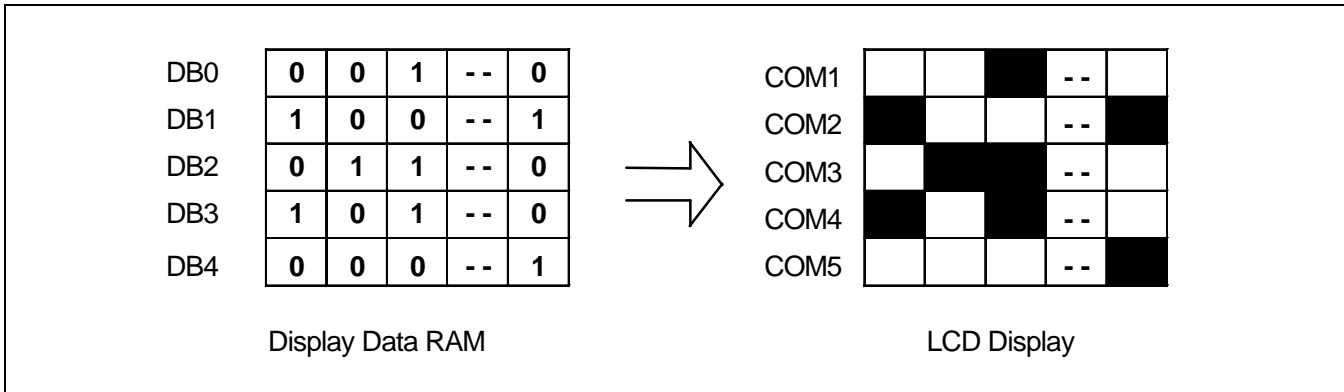 DB0 0 0 1 - - 0 COM1 - -
DB1 1 0 0 - - 1 COM2 - -
DB2 0 1 1 - - 0 COM3 - -
DB3 1 0 1 - - 0 COM4 - -
DB4 0 0 0 - - 1 COM5 - -
Display Data RAM LCD Display